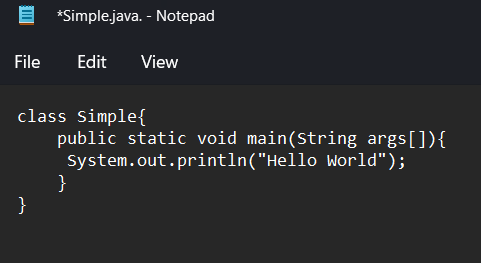 *Simple.java. - Notepad
File Edit View
class Simple{
    public static void main(String args[]){
     System.out.println("Hello World");
    }
}